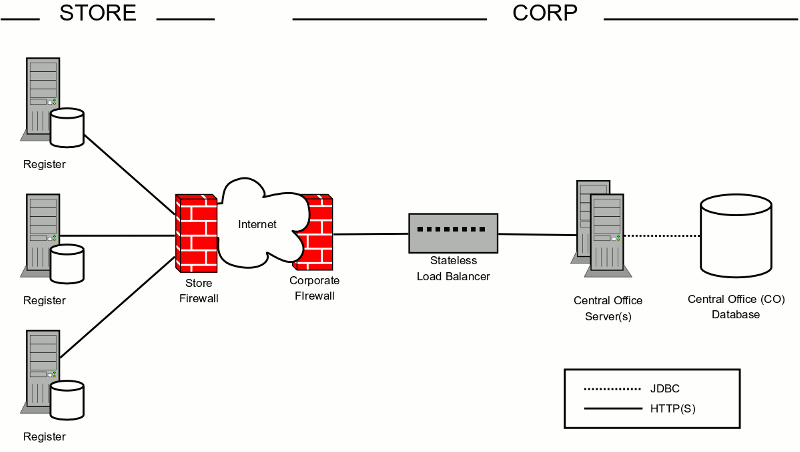 STORE
CORP
Register
Register
Register
Store
Firewall
Internet
Corporate
FIrewall
Stateless
Load Balancer
Central Office
Server(s)
Central Office (CO)
Database
JDBC
HTTP(S)